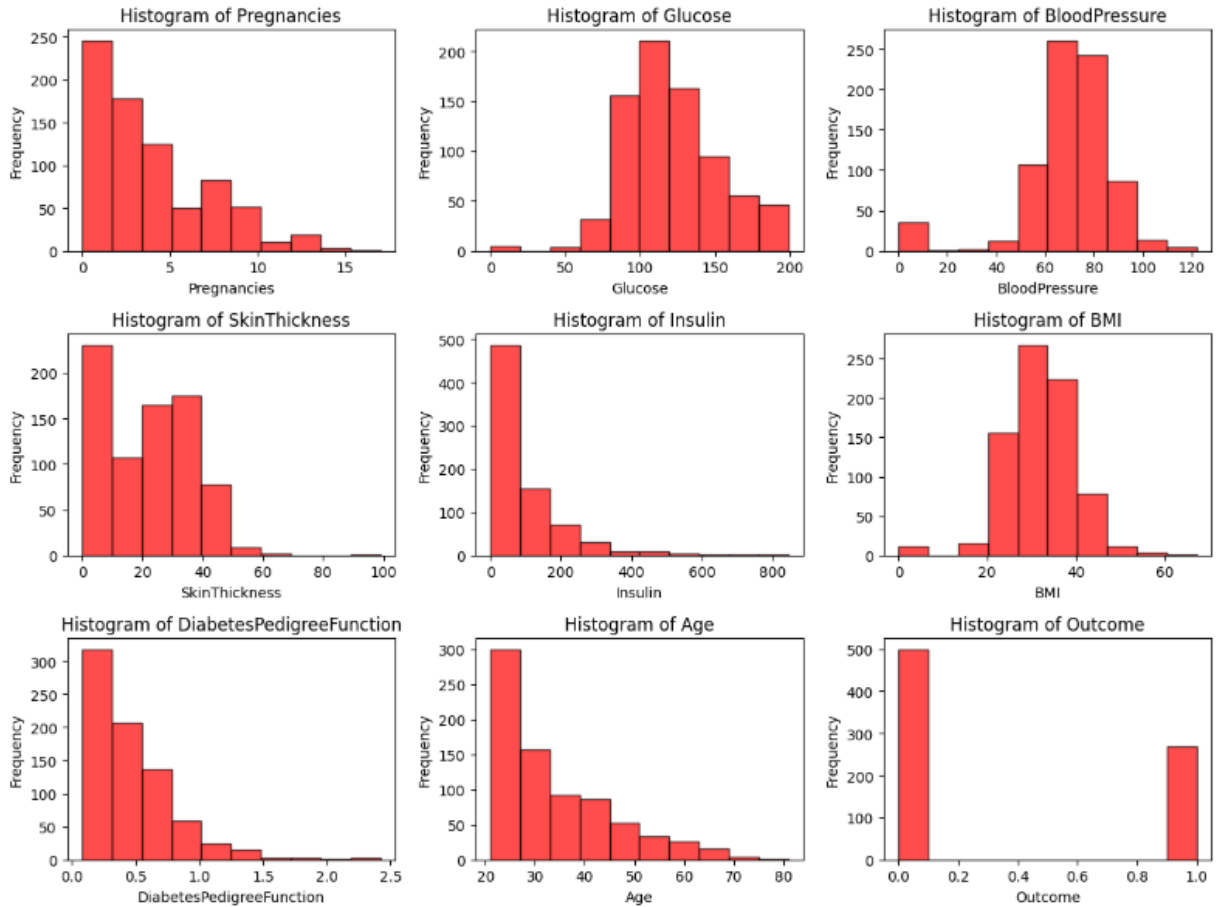 Histogram of Pregnancies
Frequency
250
200
150
100
50
0
0 5 10 15
Pregnancies
Histogram of Glucose
Frequency
200
150
100
50
0
0 50 100 150 200
Glucose
Histogram of BloodPressure
Frequency
250
200
150
100
50
0
0 20 40 60 80 100 120
BloodPressure
Histogram of SkinThickness
Frequency
200
150
100
50
0
0 20 40 60 80 100
SkinThickness
Histogram of Insulin
Frequency
500
400
300
200
100
0
0 200 400 600 800
Insulin
Histogram of BMI
Frequency
250
200
150
100
50
0
0 20 40 60
BMI
Histogram of DiabetesPedigreeFunction
Frequency
300
250
200
150
100
50
0
0.0 0.5 1.0 1.5 2.0 2.5
DiabetesPedigreeFunction
Histogram of Age
Frequency
300
250
200
150
100
50
0
20 30 40 50 60 70 80
Age
Histogram of Outcome
Frequency
500
400
300
200
100
0
0.0 0.2 0.4 0.6 0.8 1.0
Outcome